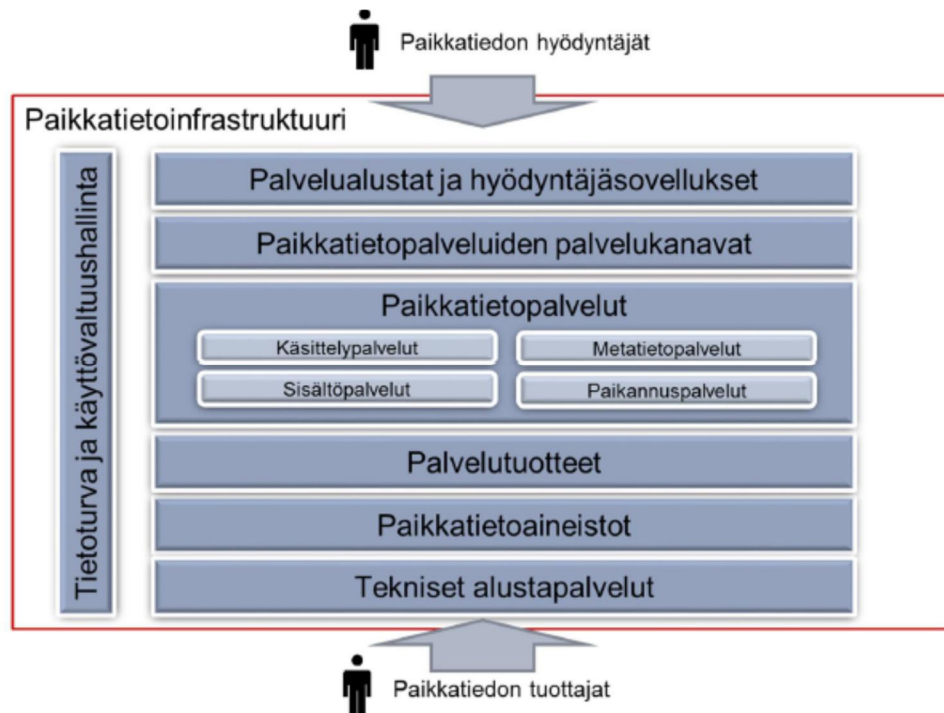 Paikkatiedon hyödyntäjät
Paikkatietoinfrastruktuuri
Tietoturva ja käyttövaltuushallinta
Palvelualustat ja hyödyntäjäsovellukset
Paikkatietopalveluiden palvelukanavat
Paikkatietopalvelut
Käsittelypalvelut
Metatietopalvelut
Sisältöpalvelut
Paikannuspalvelut
Palvelutuotteet
Paikkatietoaineistot
Tekniset alustapalvelut
Paikkatiedon tuottajat